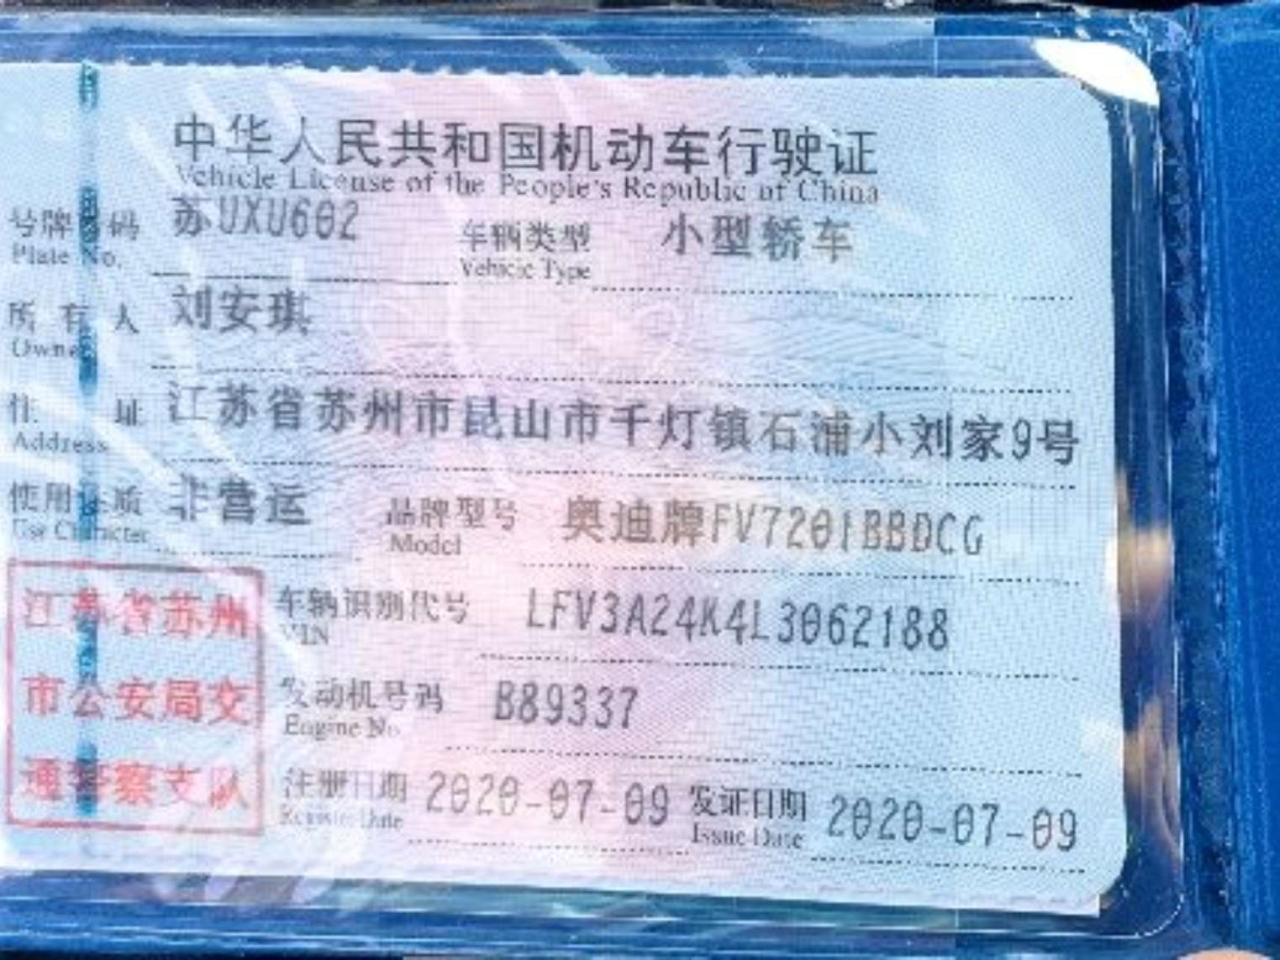 中华人民共和国机动车行驶证
Vehicle License of the People's Republic of China
号牌号码 苏UXU602 车辆类型 小型轿车
Plate No. Vehicle Type
所有人 刘安琪
Owner
住址 江苏省苏州市昆山市千灯镇石浦小刘家9号
Address
使用性质 非营运 品牌型号 奥迪牌FV7201BBDCG
Use Character Model
江苏省苏州 车辆识别代号 LFV3A24K4L3062188
VIN
市公安局交 发动机号码 B89337
Engine No.
通警察支队 注册日期 2020-07-09 发证日期 2020-07-09
Register Date Issue Date